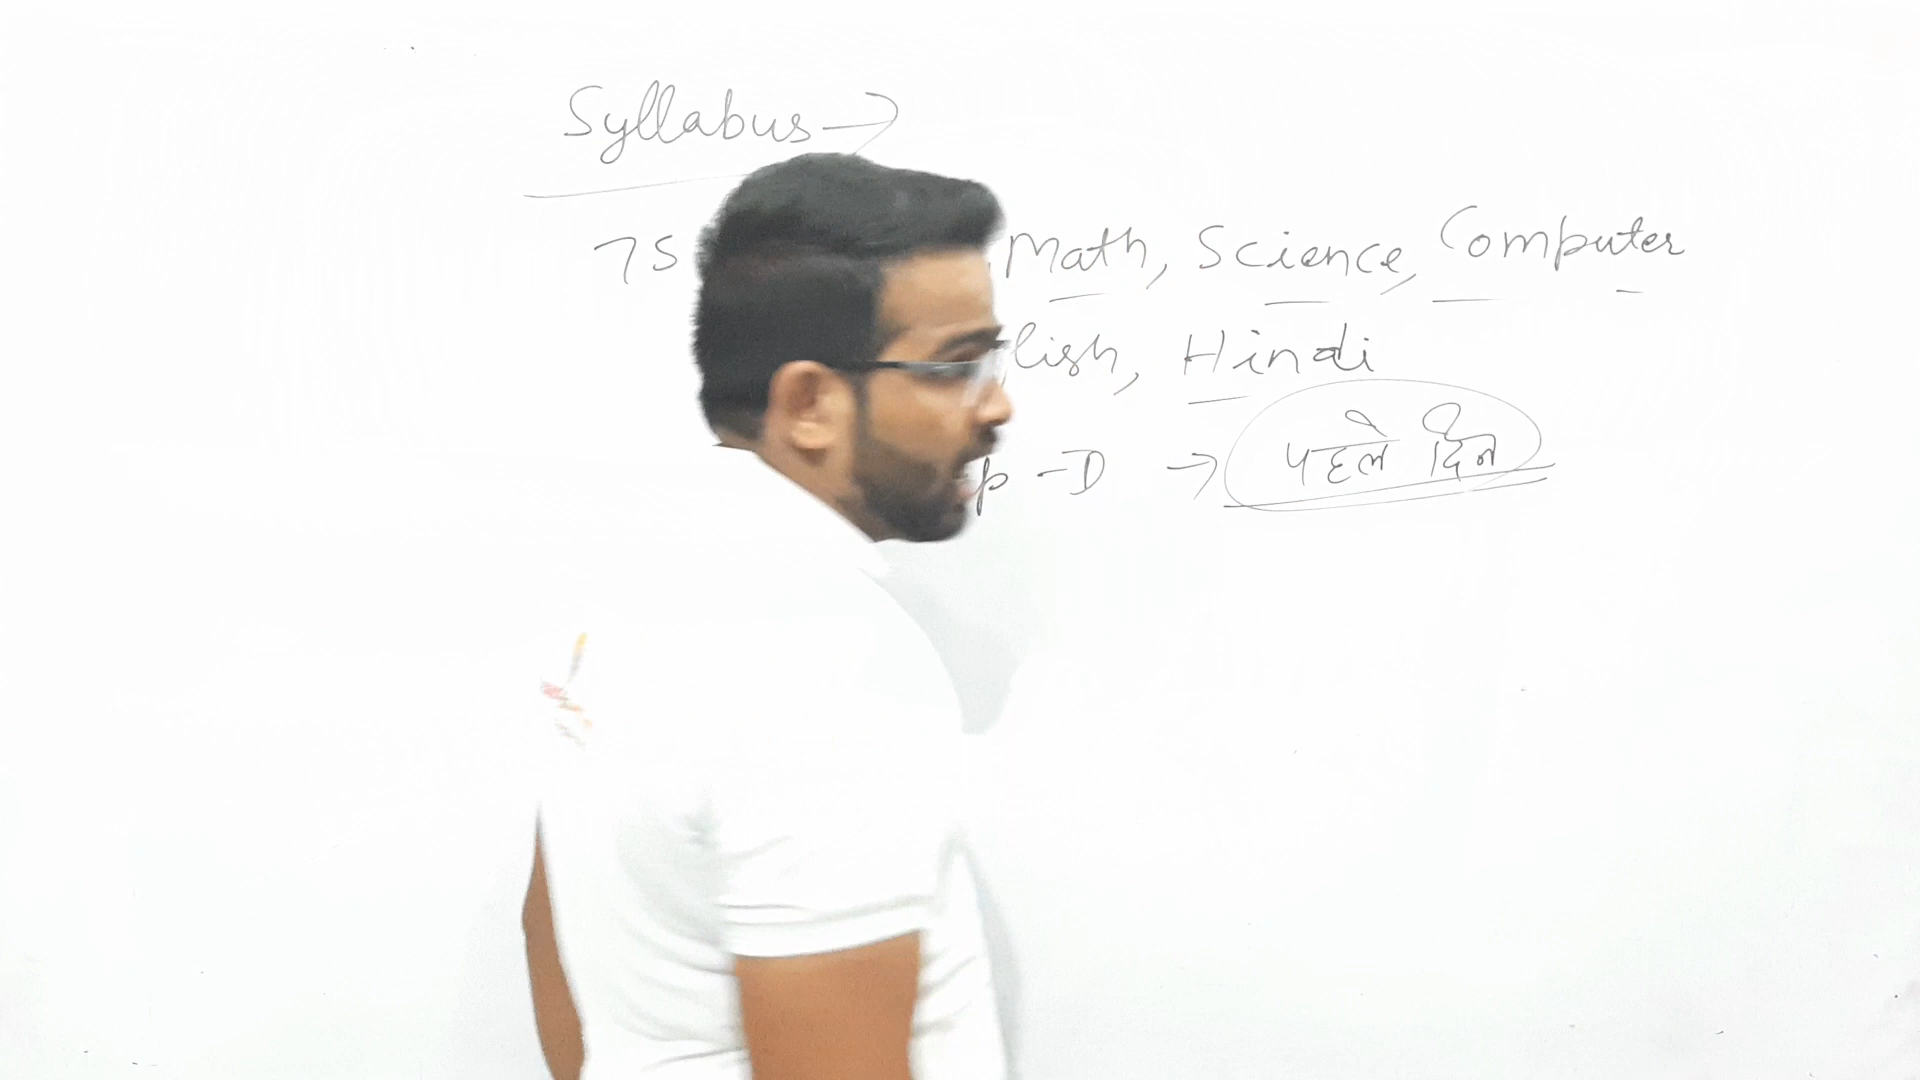 Syllabus →
75 Math, Science, Computer
lish, Hindi
p - D → पहले दिन